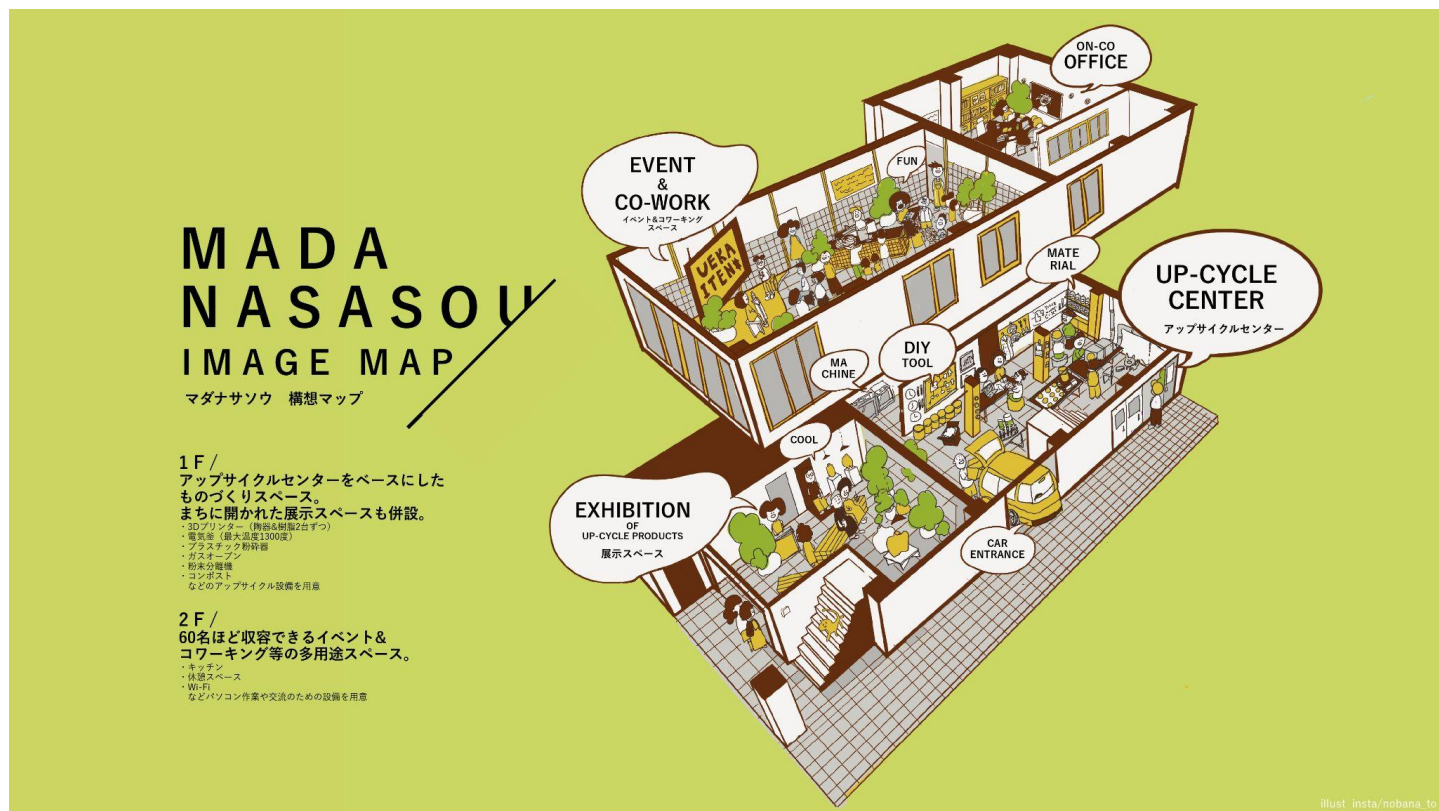 MADA
NASASOU
IMAGE MAP
マダナサソウ 構想マップ
1F/
アップサイクルセンターをベースにした
ものづくりスペース。
まちに開かれた展示スペースも併設。
・3Dプリンター（陶器&樹脂2台ずつ）
・電気釜（最大温度1300度）
・プラスチック粉砕器
・ガスオーブン
・粉末分離機
・コンポスト
などのアップサイクル設備を用意
2F/
60名ほど収容できるイベント&
コワーキング等の多用途スペース。
・キッチン
・休憩スペース
・Wi-Fi
などパソコン作業や交流のための設備を用意
ON-CO
OFFICE
EVENT
&
CO-WORK
イベント&コワーキング
スペース
FUN
UEKA
ITEN
MATE
RIAL
UP-CYCLE
CENTER
アップサイクルセンター
DIY
TOOL
MA
CHINE
COOL
EXHIBITION
OF
UP-CYCLE PRODUCTS
展示スペース
CAR
ENTRANCE
illust insta/nobana_to